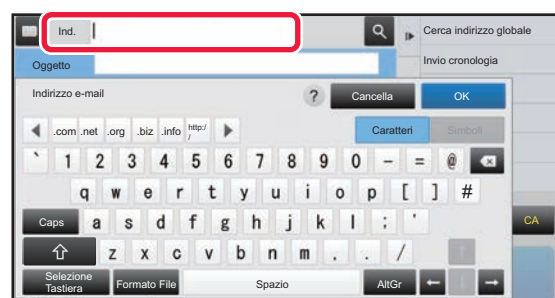 Ind.
Cerca indirizzo globale
Oggetto
Invio cronologia
Indirizzo e-mail
? Cancella OK
.com .net .org .biz .info http:/
/
Caratteri Simboli
` 1 2 3 4 5 6 7 8 9 0 - = @
q w e r t y u i o p [ ] #
Caps a s d f g h j k l ; '
CA
z x c v b n m . . /
Selezione
Tastiera
Formato File Spazio AltGr